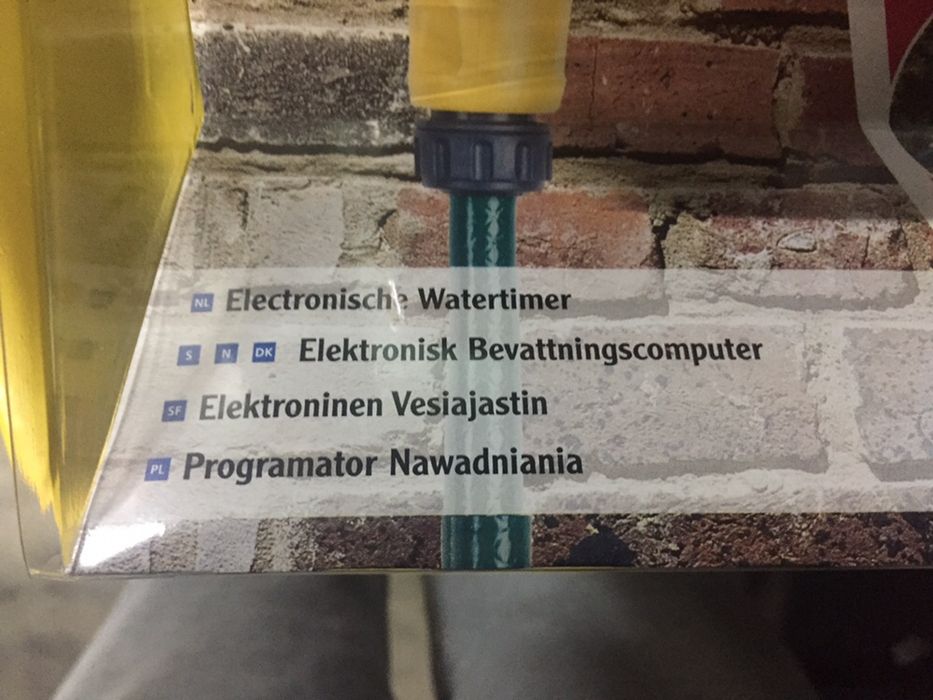 NL Electronische Watertimer
S N DK Elektronisk Bevattningscomputer
SF Elektroninen Vesiajastin
PL Programator Nawadniania